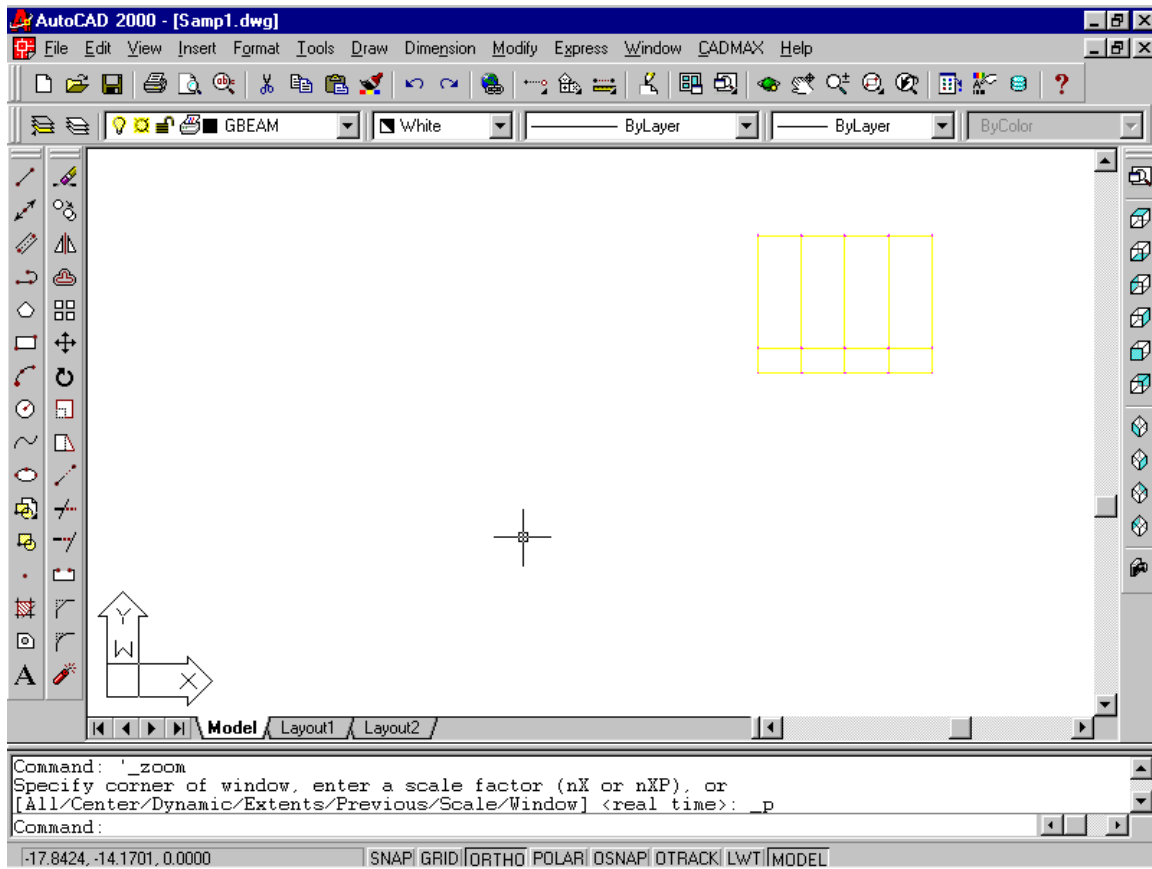 AutoCAD 2000 - [Samp1.dwg]
File Edit View Insert Format Tools Draw Dimension Modify Express Window CADMAX Help
GBEAM White ByLayer ByLayer ByColor
A
Y
W
X
Model Layout1 Layout2
Command: '_zoom
Specify corner of window, enter a scale factor (nX or nXP), or
[All/Center/Dynamic/Extents/Previous/Scale/Window] <real time>: _p
Command:
-17.8424, -14.1701, 0.0000 SNAP GRID ORTHO POLAR OSNAP OTRACK LWT MODEL